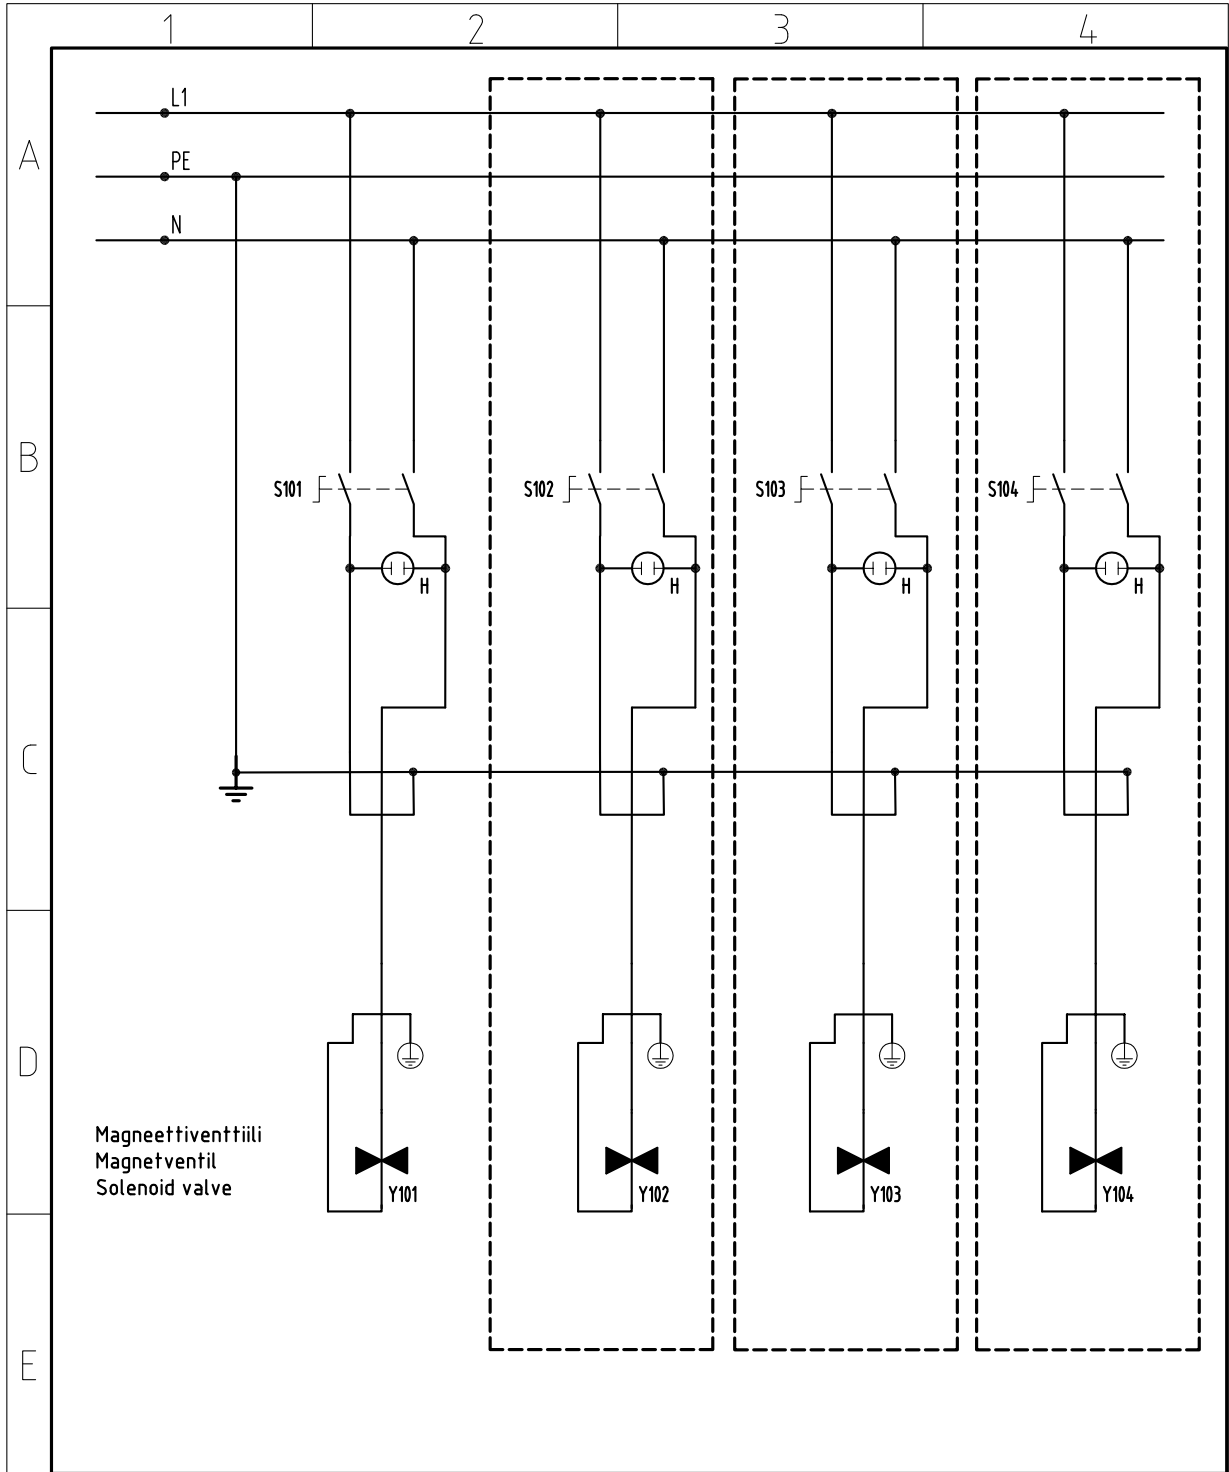 1 2 3 4
A
L1
PE
N
B
S101 S102 S103 S104
H H H H
C
D
Magneettiventtiili
Magnetventil
Solenoid valve
Y101 Y102 Y103 Y104
E